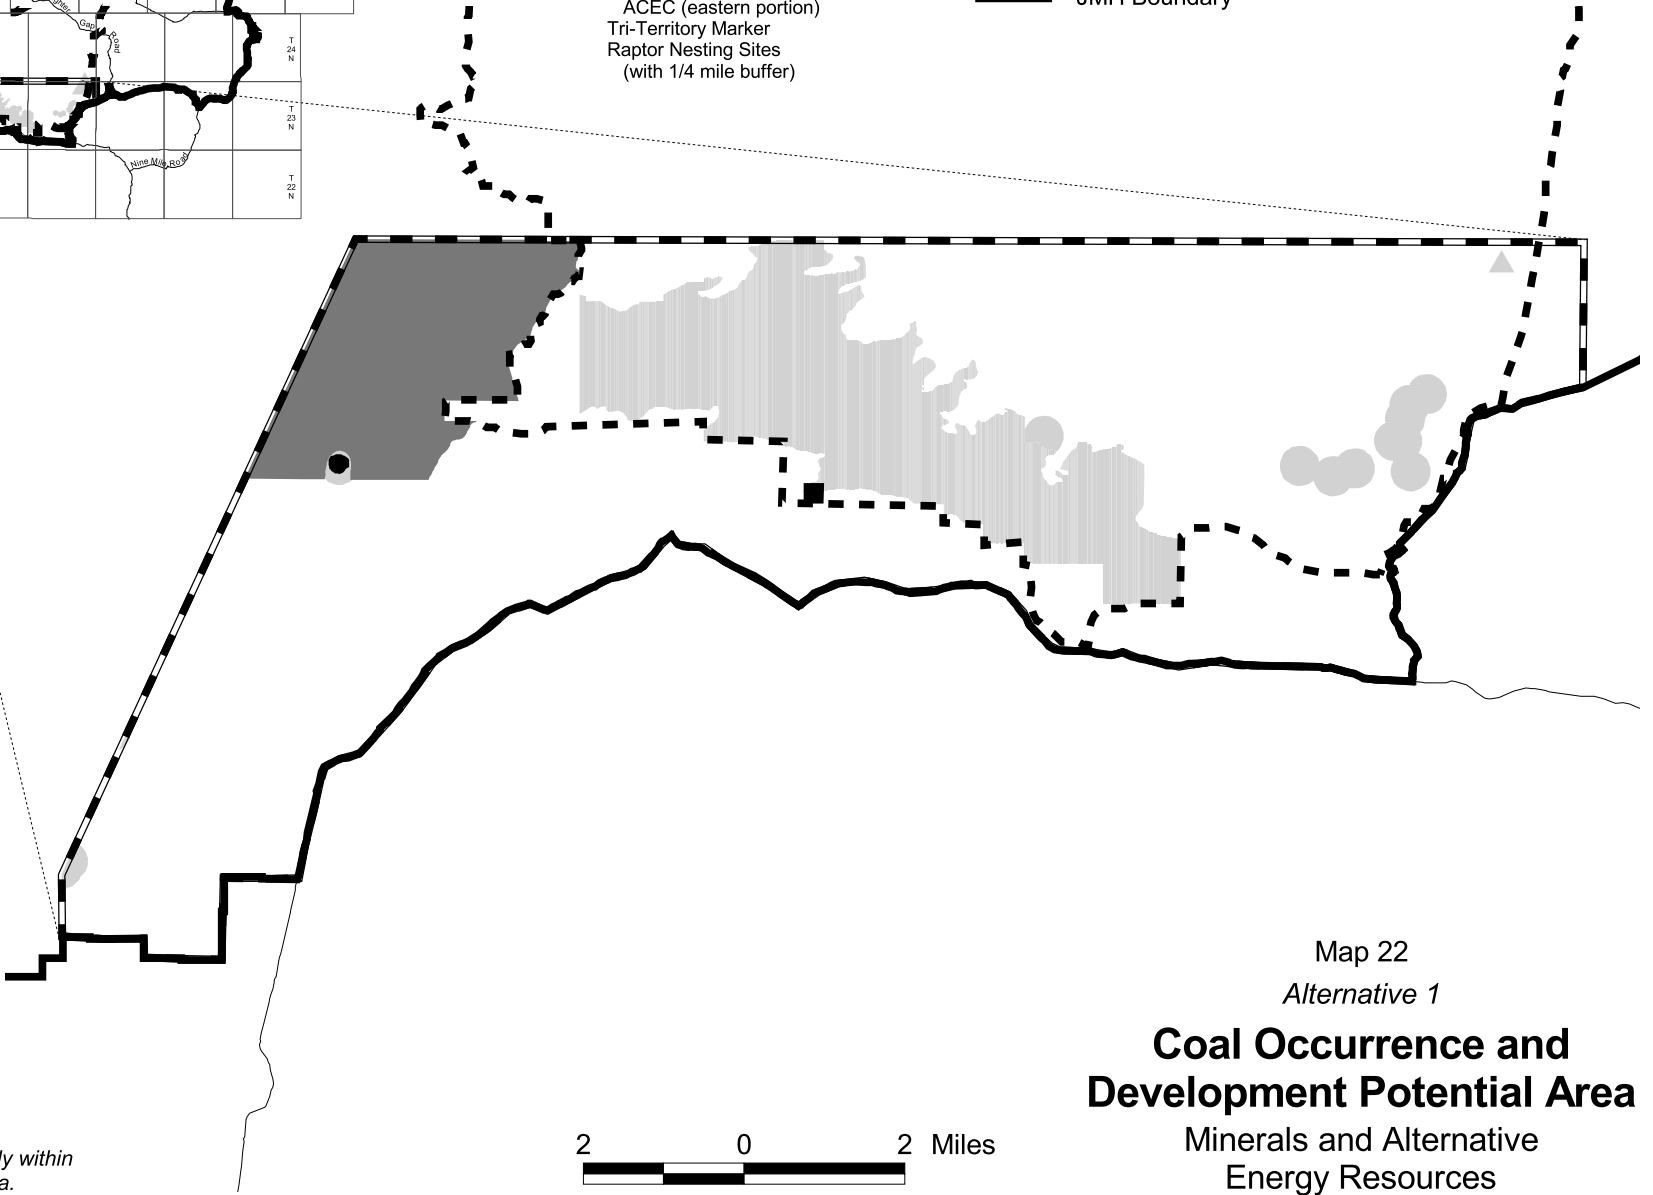 ACEC (eastern portion)
Tri-Territory Marker
Raptor Nesting Sites
(with 1/4 mile buffer)
JMH Boundary
Gap
Road
T
24
N
T
23
N
Nine Mile Road
T
22
N
Map 22
Alternative 1
Coal Occurrence and
Development Potential Area
Minerals and Alternative
Energy Resources
2 0 2 Miles
within